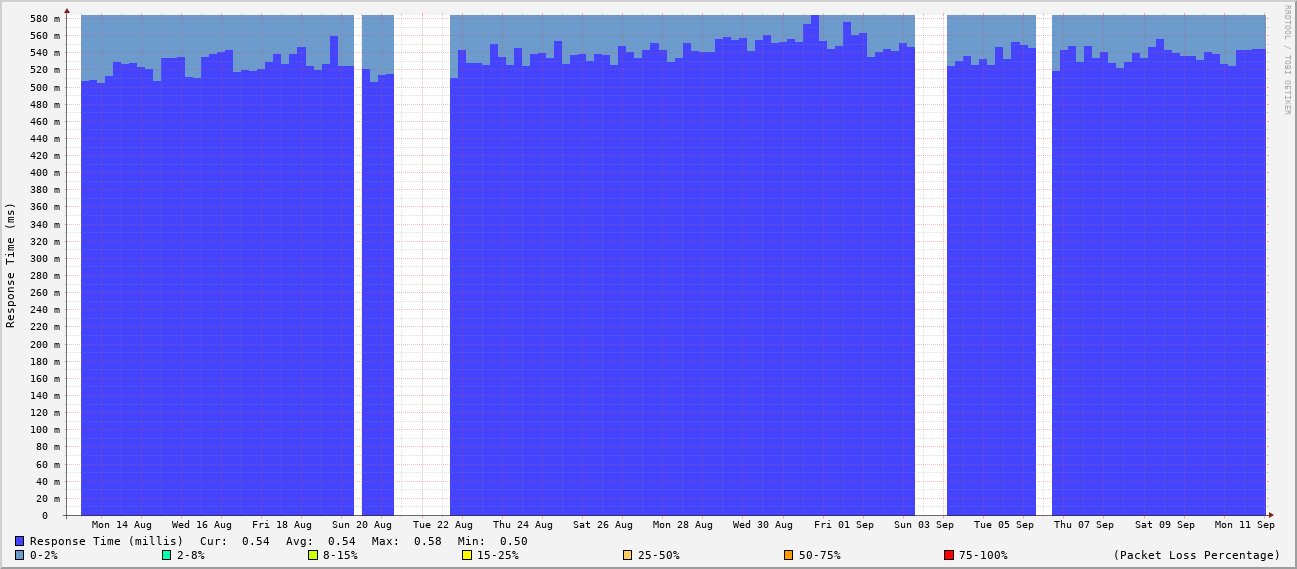 RRDTOOL / TOBI OETIKER
Response Time (ms)
580 m
560 m
540 m
520 m
500 m
480 m
460 m
440 m
420 m
400 m
380 m
360 m
340 m
320 m
300 m
280 m
260 m
240 m
220 m
200 m
180 m
160 m
140 m
120 m
100 m
80 m
60 m
40 m
20 m
0
Mon 14 Aug Wed 16 Aug Fri 18 Aug Sun 20 Aug Tue 22 Aug Thu 24 Aug Sat 26 Aug Mon 28 Aug Wed 30 Aug Fri 01 Sep Sun 03 Sep Tue 05 Sep Thu 07 Sep Sat 09 Sep Mon 11 Sep
Response Time (millis) Cur: 0.54 Avg: 0.54 Max: 0.58 Min: 0.50
0-2% 2-8% 8-15% 15-25% 25-50% 50-75% 75-100% (Packet Loss Percentage)